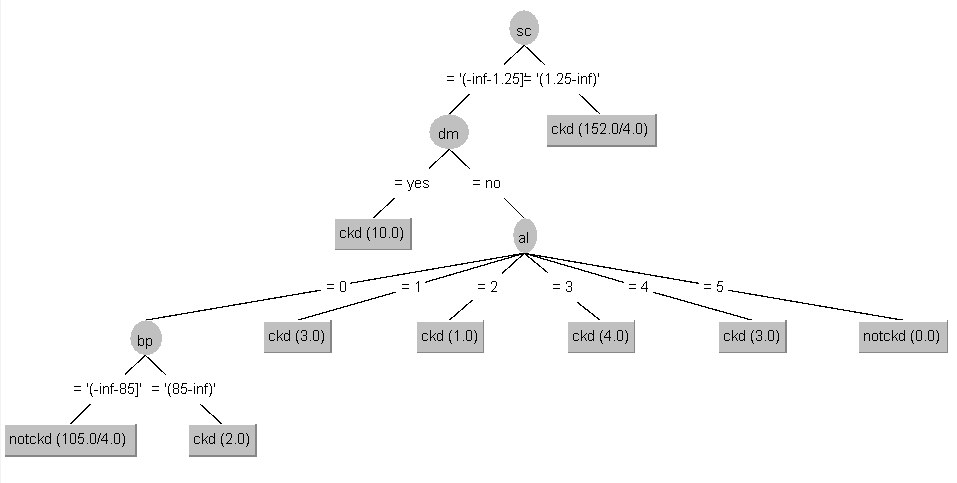 sc
= '(-inf-1.25]'= '(1.25-inf)'
dm
ckd (152.0/4.0)
= yes = no
ckd (10.0)
al
= 0 = 1 = 2 = 3 = 4 = 5
bp
ckd (3.0)
ckd (1.0)
ckd (4.0)
ckd (3.0)
notckd (0.0)
= '(-inf-85]' = '(85-inf)'
notckd (105.0/4.0)
ckd (2.0)